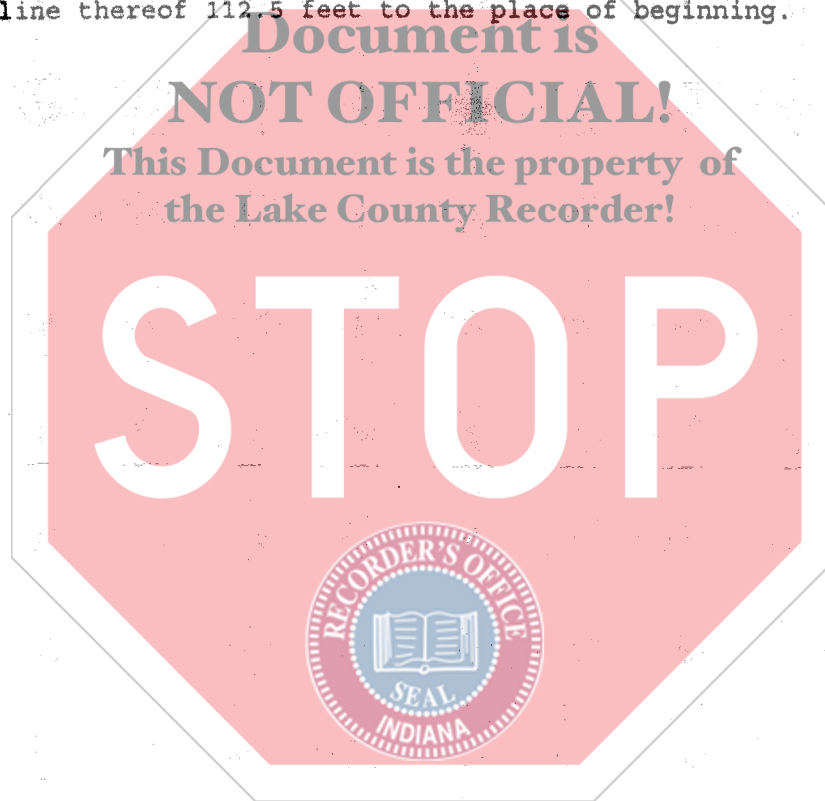 line thereof 112.5 feet to the place of beginning.
Document is
NOT OFFICIAL!
This Document is the property of
the Lake County Recorder!
STOP
RECORDER'S OFFICE
SEAL
INDIANA